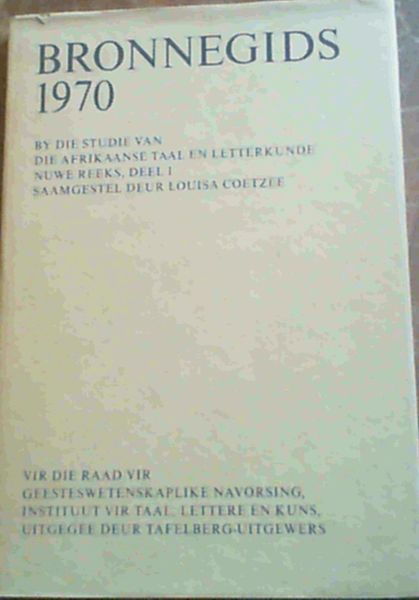 BRONNEGIDS
1970
BY DIE STUDIE VAN
DIE AFRIKAANSE TAAL EN LETTERKUNDE
NUWE REEKS, DEEL I
SAAMGESTEL DEUR LOUISA COETZEE
VIR DIE RAAD VIR
GEESTESWETENSKAPLIKE NAVORSING,
INSTITUUT VIR TAAL, LETTERE EN KUNS,
UITGEGEE DEUR TAFELBERG-UITGEWERS